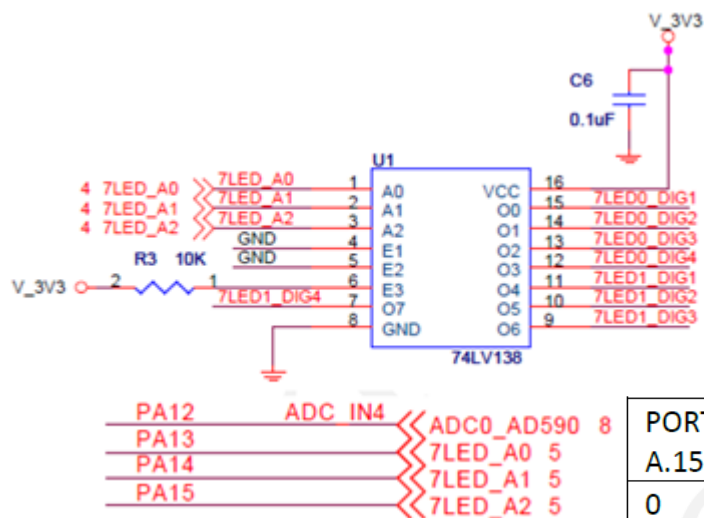 V_3V3
C6
0.1uF
U1
4 7LED_A0 7LED_A0 1 A0 VCC 16
4 7LED_A1 7LED_A1 2 A1 O0 15 7LED0_DIG1
4 7LED_A2 7LED_A2 3 A2 O1 14 7LED0_DIG2
GND 4 E1 O2 13 7LED0_DIG3
GND 5 E2 O3 12 7LED0_DIG4
R3 10K
V_3V3 2 1 6 E3 O4 11 7LED1_DIG1
7LED1_DIG4 7 O7 O5 10 7LED1_DIG2
8 GND O6 9 7LED1_DIG3
74LV138
PA12 ADC_IN4 ADC0_AD590 8
PA13 7LED_A0 5
PA14 7LED_A1 5
PA15 7LED_A2 5
PORT
A.15
0